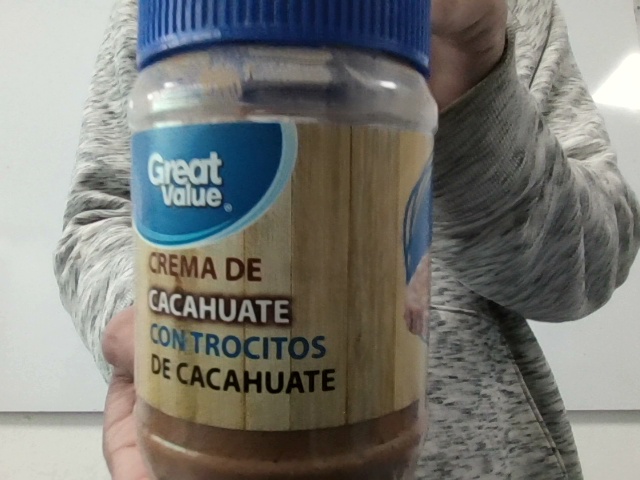 Great
Value®
CREMA DE
CACAHUATE
CON TROCITOS
DE CACAHUATE